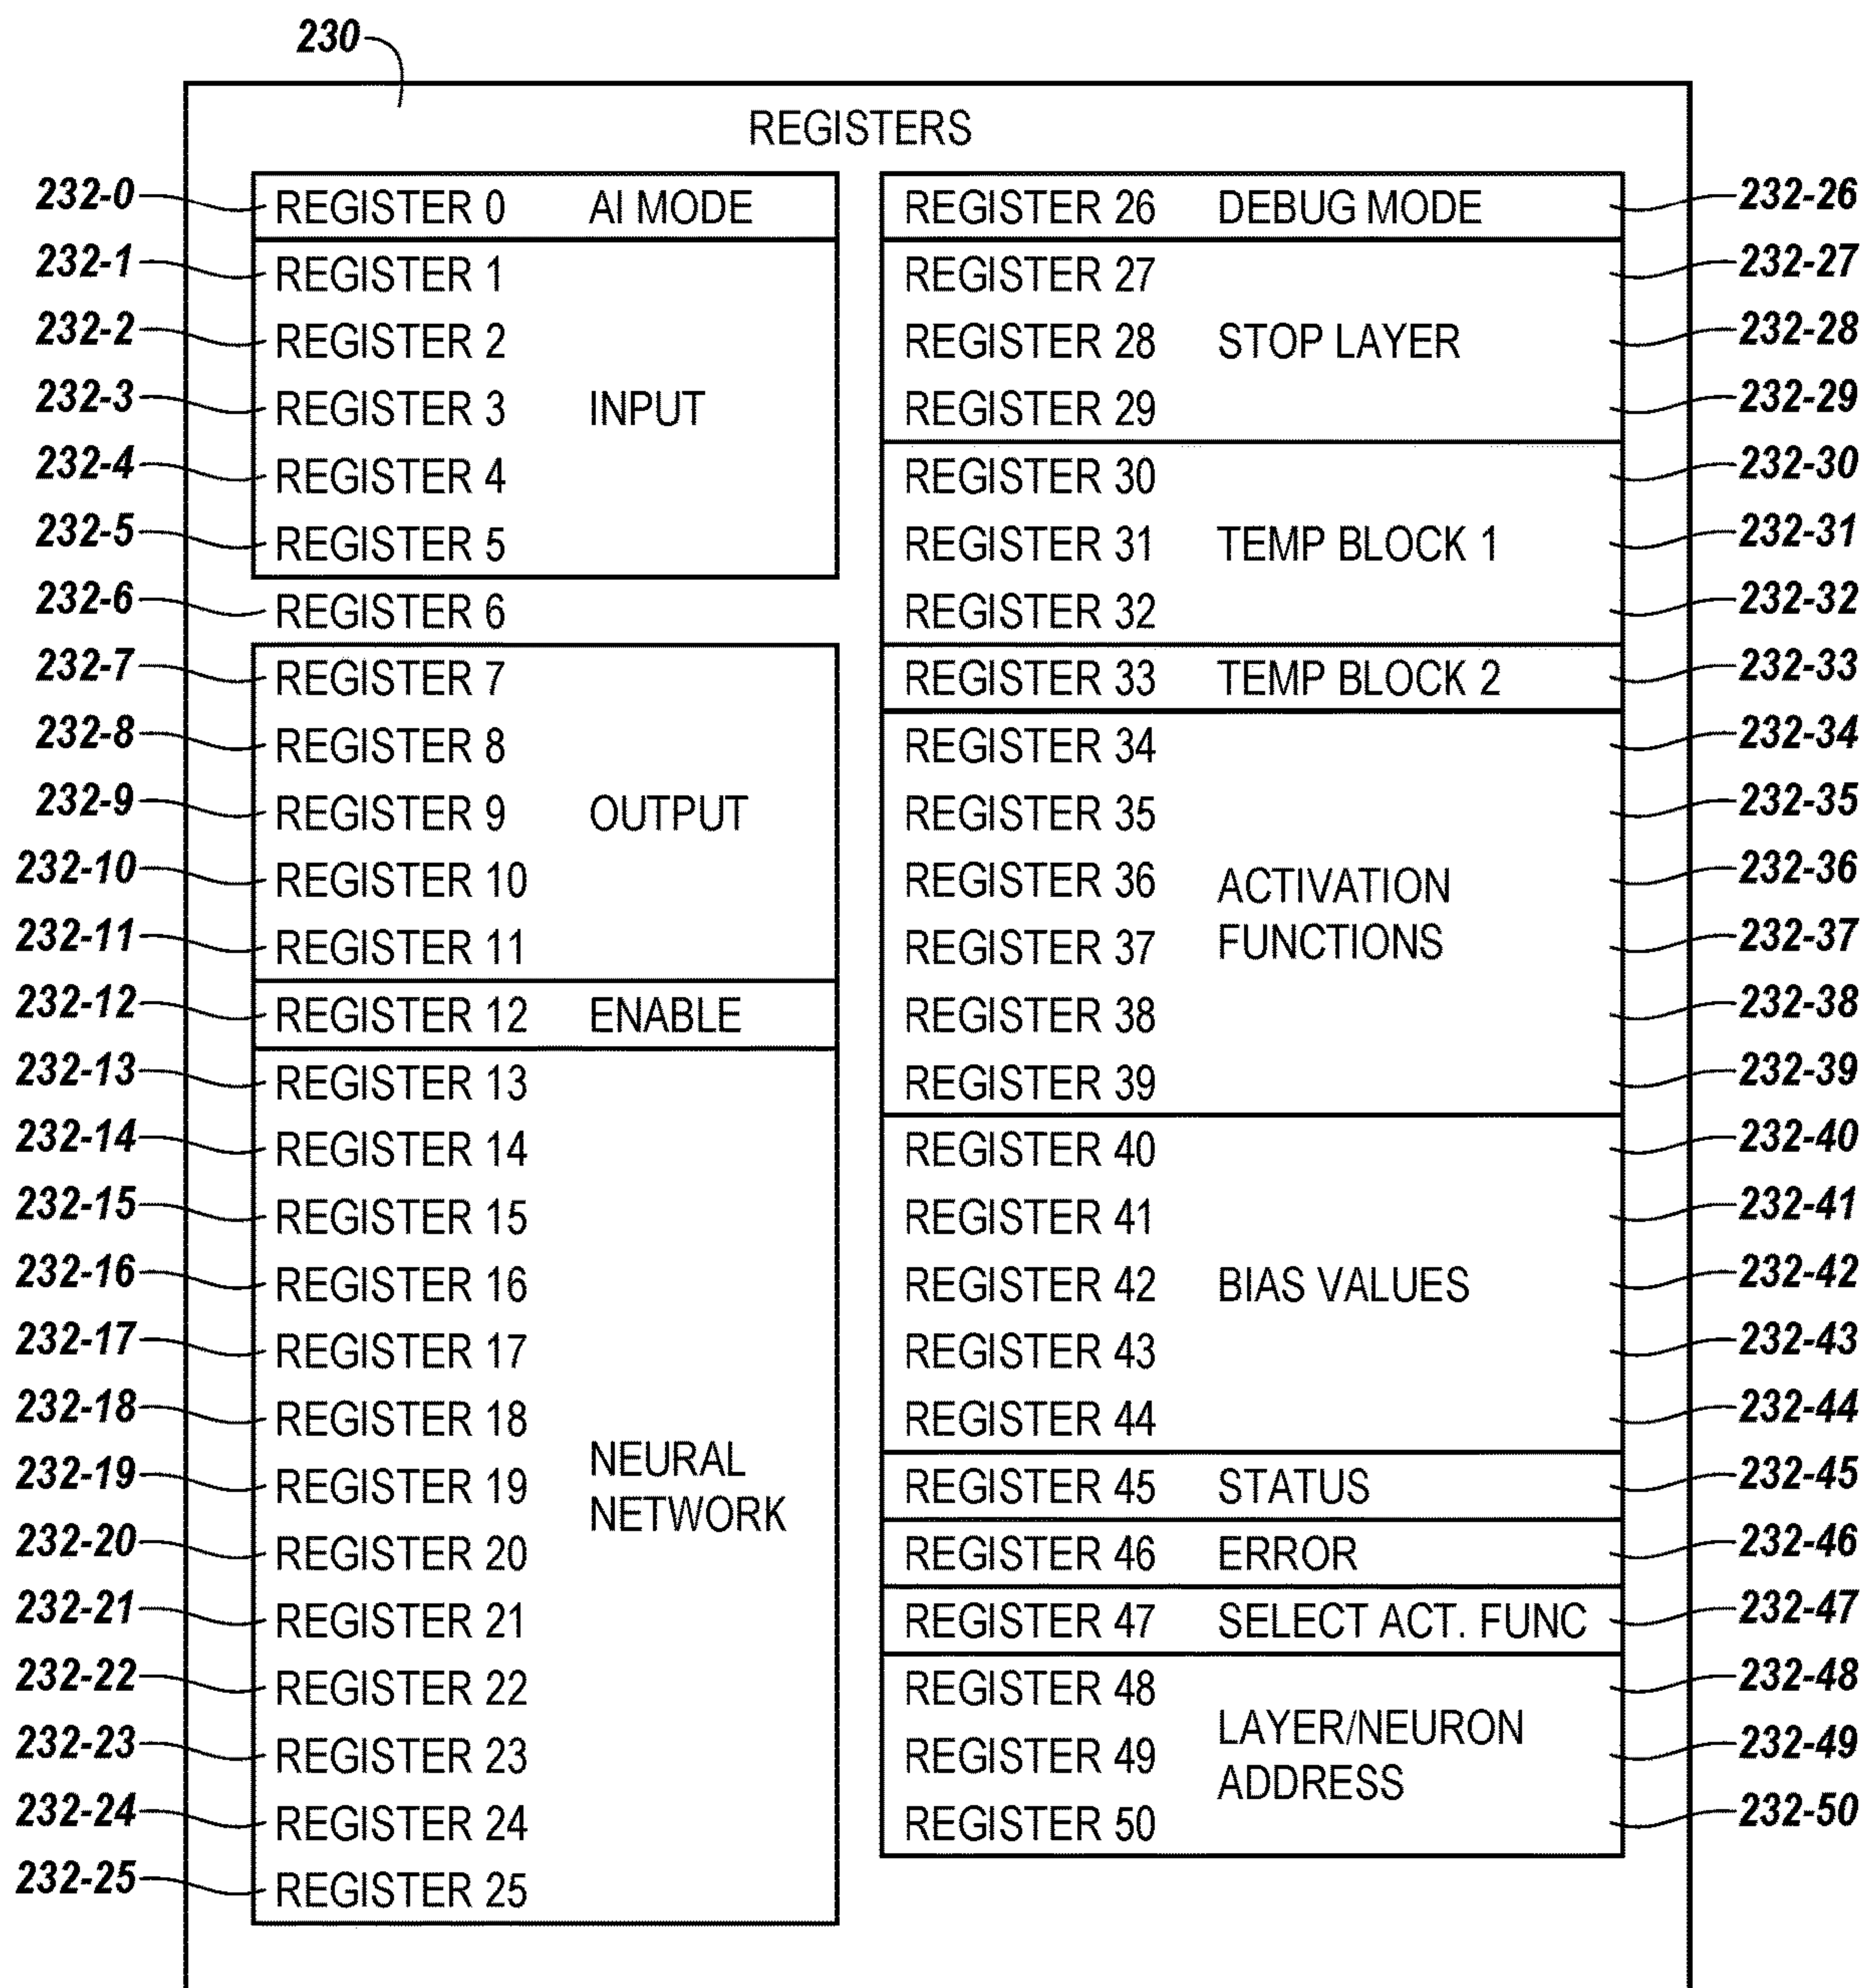 230
REGISTERS
232-0 REGISTER 0 AI MODE
232-1 REGISTER 1
232-2 REGISTER 2
232-3 REGISTER 3 INPUT
232-4 REGISTER 4
232-5 REGISTER 5
232-6 REGISTER 6
232-7 REGISTER 7
232-8 REGISTER 8
232-9 REGISTER 9 OUTPUT
232-10 REGISTER 10
232-11 REGISTER 11
232-12 REGISTER 12 ENABLE
232-13 REGISTER 13
232-14 REGISTER 14
232-15 REGISTER 15
232-16 REGISTER 16
232-17 REGISTER 17
232-18 REGISTER 18
NEURAL
232-19 REGISTER 19
NETWORK
232-20 REGISTER 20
232-21 REGISTER 21
232-22 REGISTER 22
232-23 REGISTER 23
232-24 REGISTER 24
232-25 REGISTER 25
REGISTER 26 DEBUG MODE 232-26
REGISTER 27 232-27
REGISTER 28 STOP LAYER 232-28
REGISTER 29 232-29
REGISTER 30 232-30
REGISTER 31 TEMP BLOCK 1 232-31
REGISTER 32 232-32
REGISTER 33 TEMP BLOCK 2 232-33
REGISTER 34 232-34
REGISTER 35 232-35
REGISTER 36 ACTIVATION 232-36
REGISTER 37 FUNCTIONS 232-37
REGISTER 38 232-38
REGISTER 39 232-39
REGISTER 40 232-40
REGISTER 41 232-41
REGISTER 42 BIAS VALUES 232-42
REGISTER 43 232-43
REGISTER 44 232-44
REGISTER 45 STATUS 232-45
REGISTER 46 ERROR 232-46
REGISTER 47 SELECT ACT. FUNC 232-47
REGISTER 48 232-48
LAYER/NEURON
REGISTER 49 232-49
ADDRESS
REGISTER 50 232-50